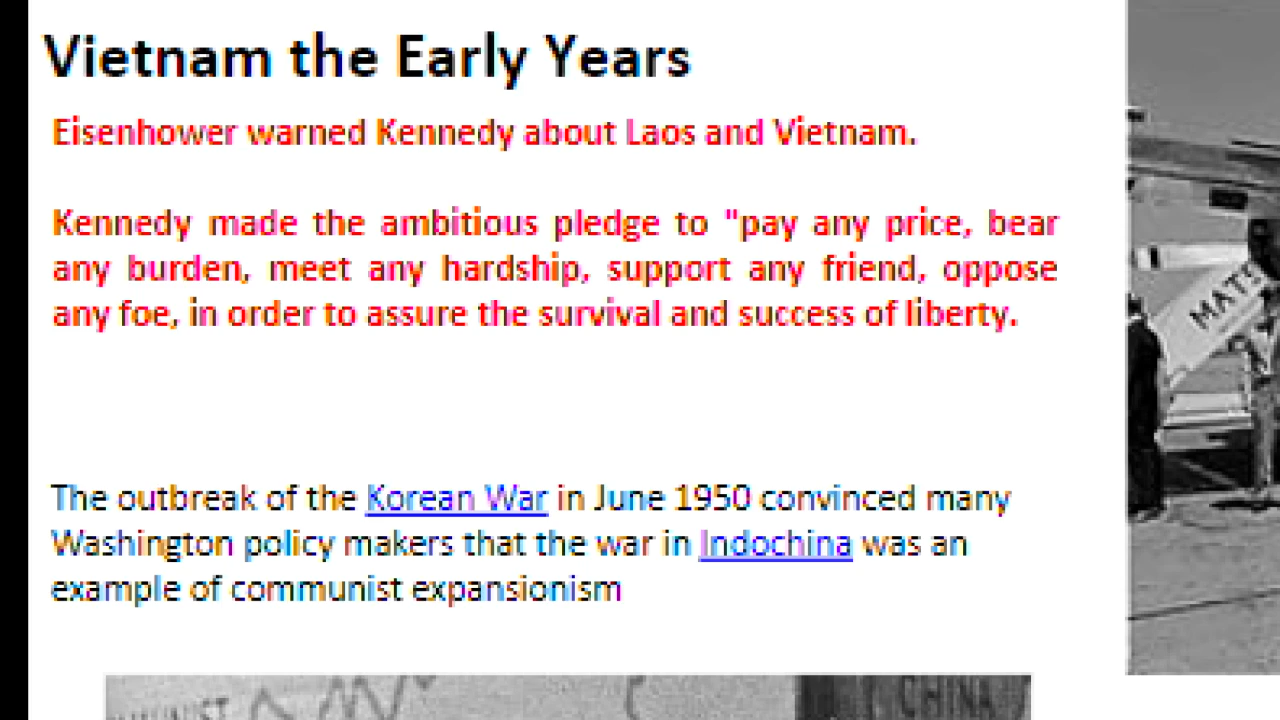 Vietnam the Early Years
Eisenhower warned Kennedy about Laos and Vietnam.
Kennedy made the ambitious pledge to "pay any price, bear
any burden, meet any hardship, support any friend, oppose
any foe, in order to assure the survival and success of liberty.
The outbreak of the Korean War in June 1950 convinced many
Washington policy makers that the war in Indochina was an
example of communist expansionism
MATS
CHINA